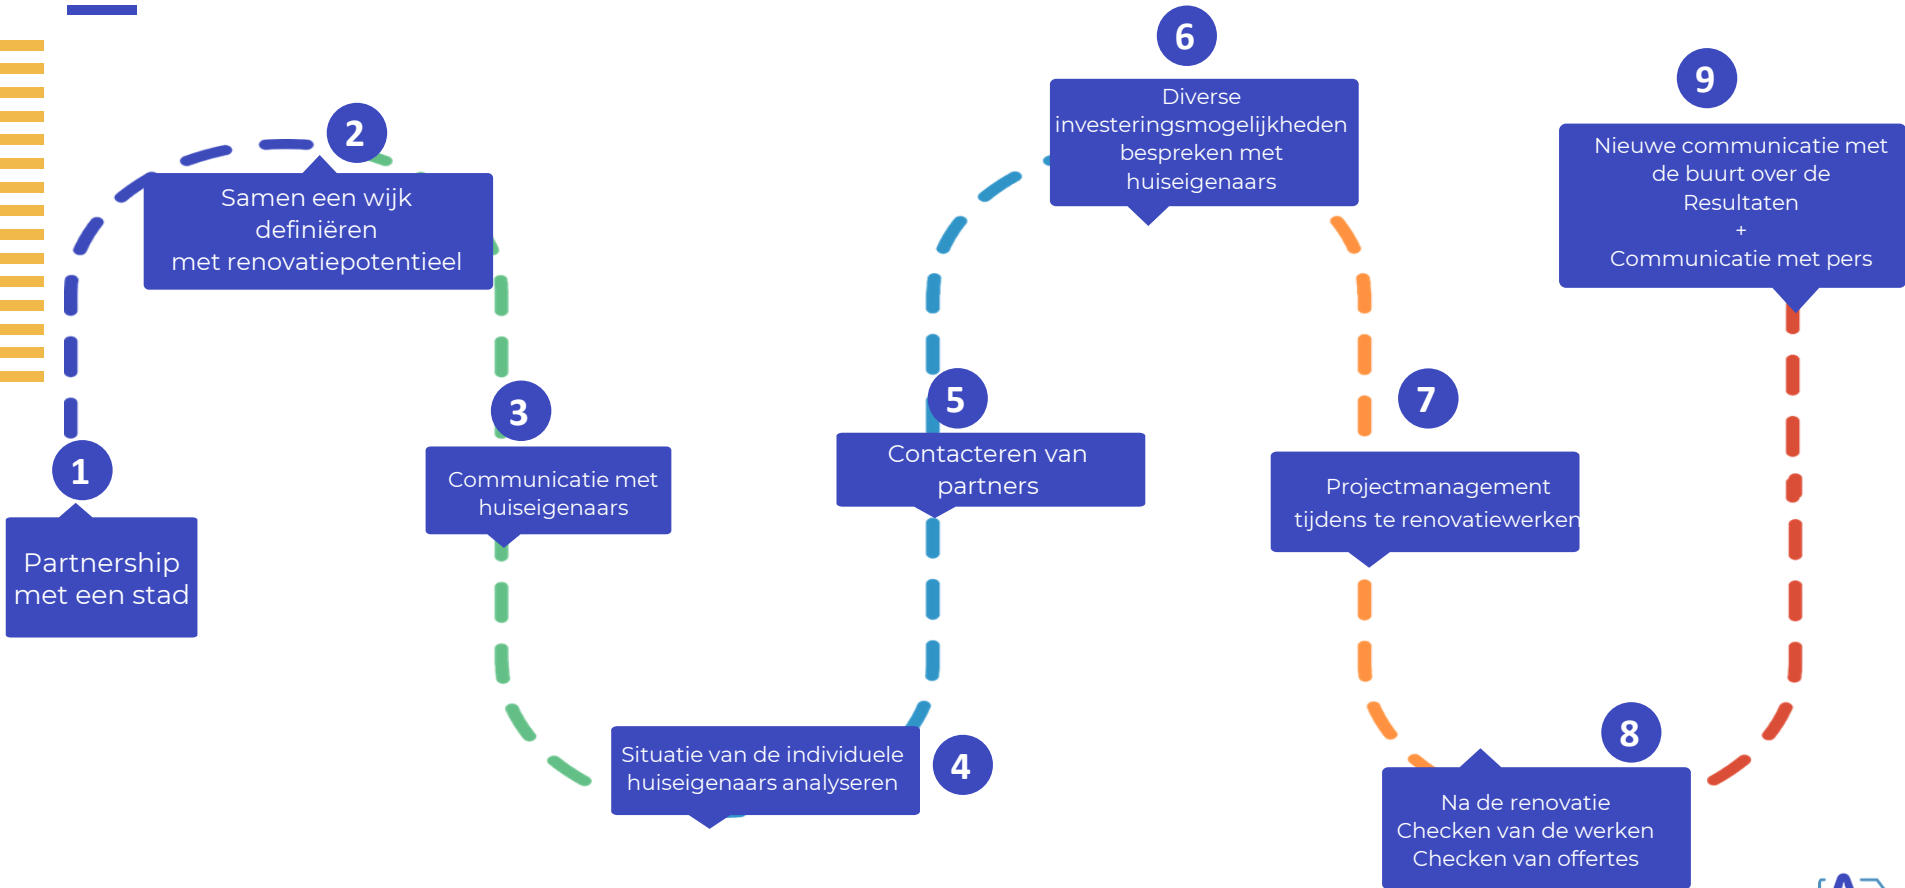 1
Partnership
met een stad
2
Samen een wijk
definiëren
met renovatiepotentieel
3
Communicatie met
huiseigenaars
4
Situatie van de individuele
huiseigenaars analyseren
5
Contacteren van
partners
6
Diverse
investeringsmogelijkheden
bespreken met
huiseigenaars
7
Projectmanagement
tijdens te renovatiewerken
8
Na de renovatie
Checken van de werken
Checken van offertes
9
Nieuwe communicatie met
de buurt over de
Resultaten
+
Communicatie met pers